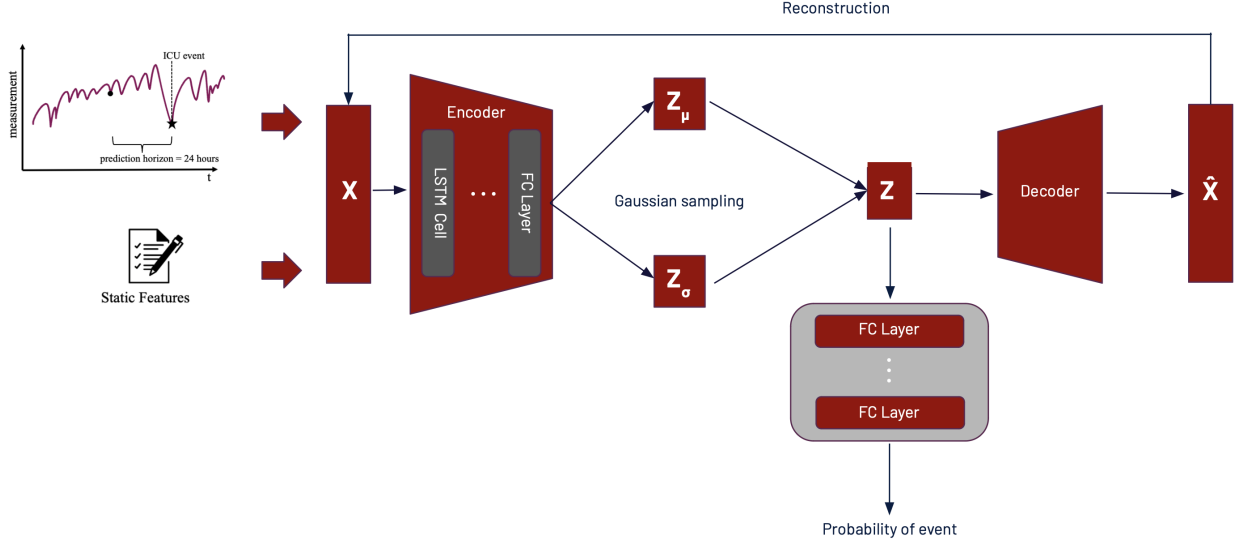 Reconstruction
ICU event
measurement
prediction horizon = 24 hours
t
Static Features
X
Encoder
LSTM Cell
...
FC Layer
Zμ
Gaussian sampling
Zσ
Z
Decoder
X̂
FC Layer
FC Layer
Probability of event